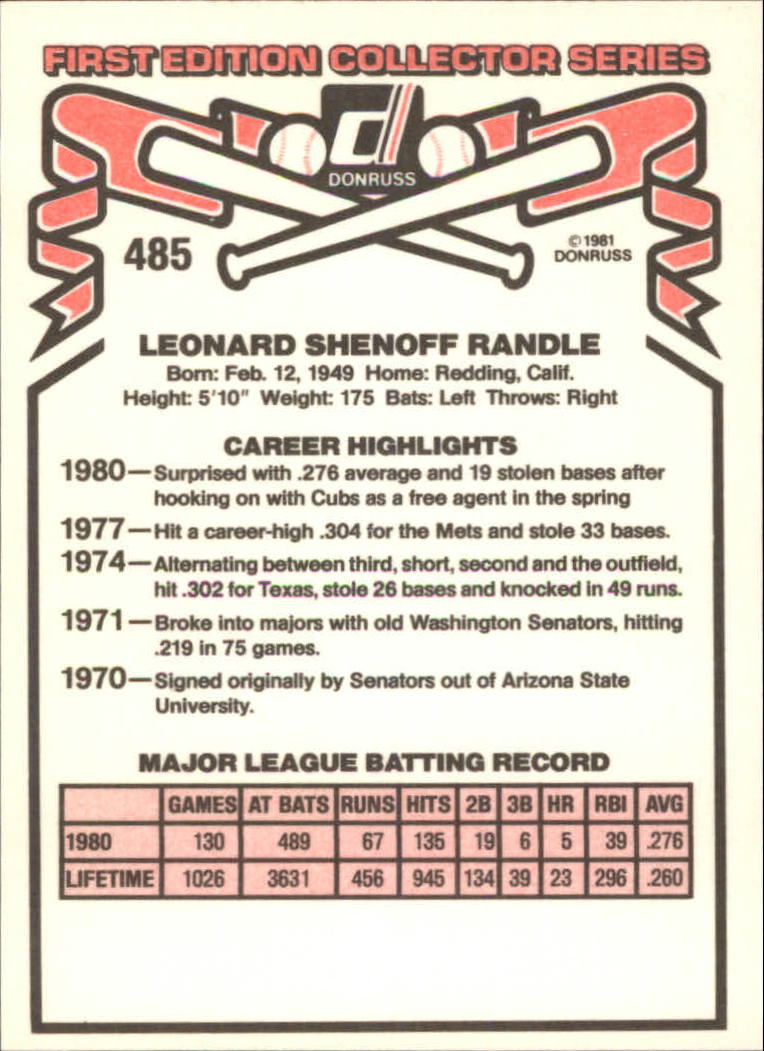 FIRST EDITION COLLECTOR SERIES
d
DONRUSS
485
© 1981
DONRUSS
LEONARD SHENOFF RANDLE
Born: Feb. 12, 1949 Home: Redding, Calif.
Height: 5'10" Weight: 175 Bats: Left Throws: Right
CAREER HIGHLIGHTS
1980—Surprised with .276 average and 19 stolen bases after
hooking on with Cubs as a free agent in the spring
1977—Hit a career-high .304 for the Mets and stole 33 bases.
1974—Alternating between third, short, second and the outfield,
hit .302 for Texas, stole 26 bases and knocked in 49 runs.
1971—Broke into majors with old Washington Senators, hitting
.219 in 75 games.
1970—Signed originally by Senators out of Arizona State
University.
MAJOR LEAGUE BATTING RECORD
GAMES AT BATS RUNS HITS 2B 3B HR RBI AVG
1980 130 489 67 135 19 6 5 39 .276
LIFETIME 1026 3631 456 945 134 39 23 296 .260